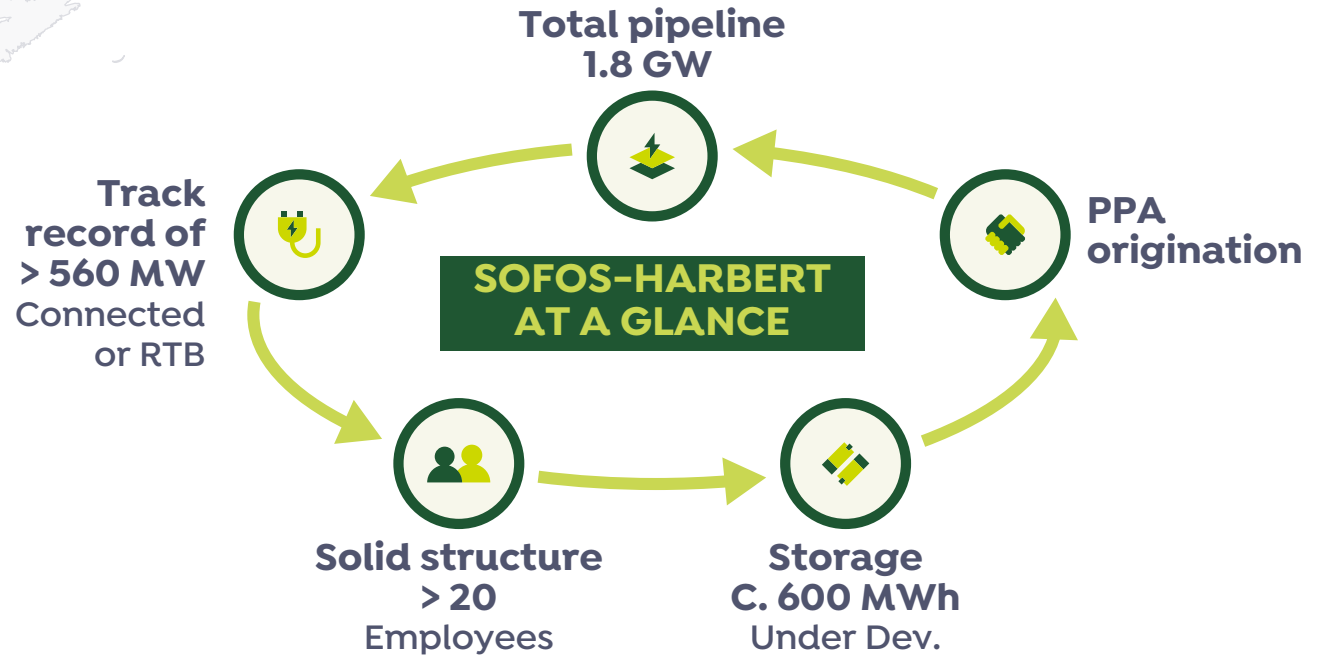 Total pipeline
1.8 GW
Track
record of
> 560 MW
Connected
or RTB
PPA
origination
SOFOS-HARBERT
AT A GLANCE
Solid structure
> 20
Employees
Storage
C. 600 MWh
Under Dev.